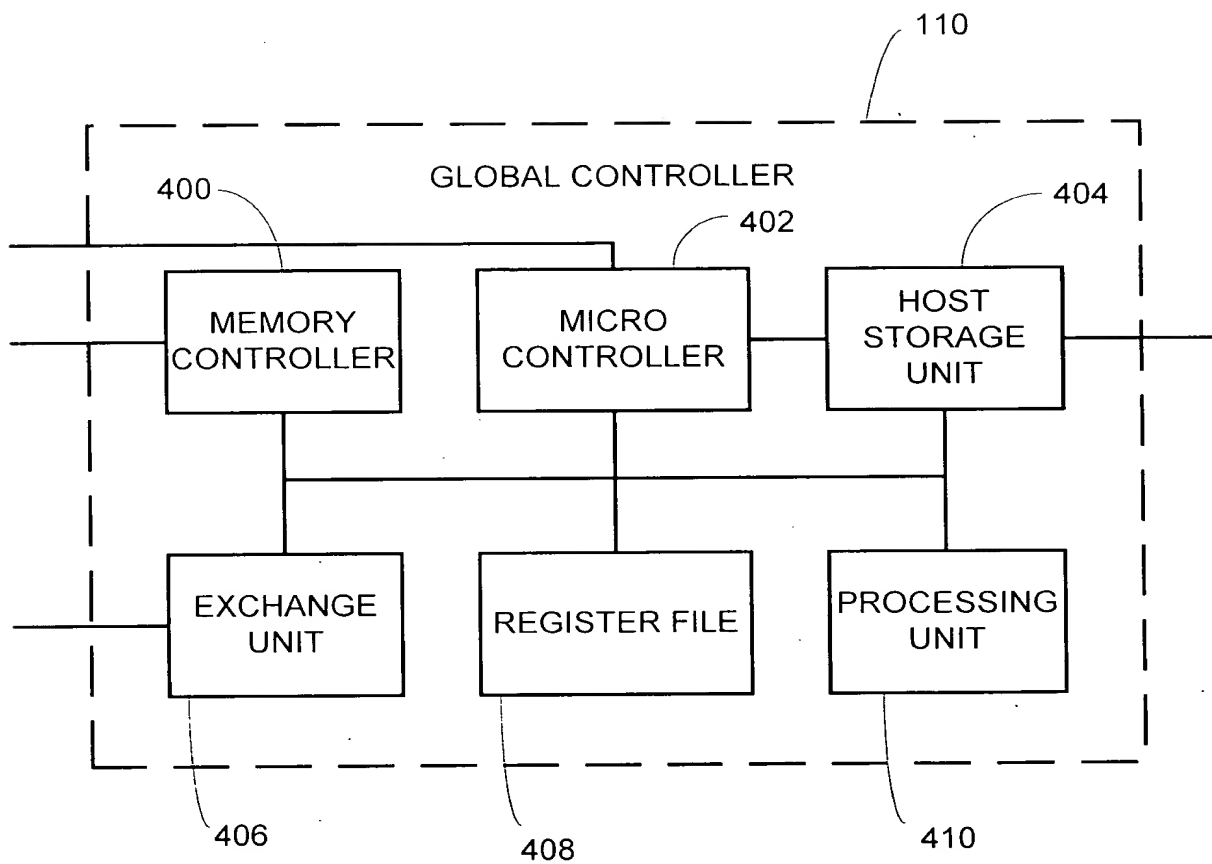 110
GLOBAL CONTROLLER
400
402
404
MEMORY
CONTROLLER
MICRO
CONTROLLER
HOST
STORAGE
UNIT
EXCHANGE
UNIT
REGISTER FILE
PROCESSING
UNIT
406
408
410